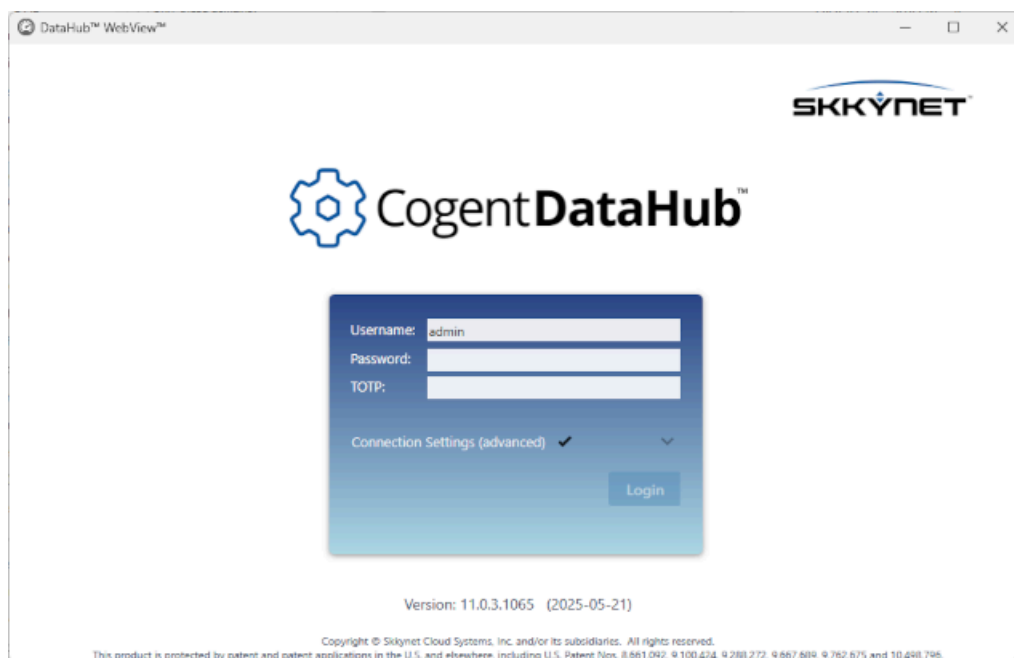 DataHub™ WebView™
SKKYNET™
Cogent DataHub™
Username: admin
Password:
TOTP:
Connection Settings (advanced) ✔
Login
Version: 11.0.3.1065 (2025-05-21)
Copyright © Skkynet Cloud Systems, Inc. and/or its subsidiaries. All rights reserved.
This product is protected by patent and patent applications in the U.S. and elsewhere, including U.S. Patent Nos. 8,661,092, 9,100,424, 9,288,272, 9,667,689, 9,762,675 and 10,498,796.